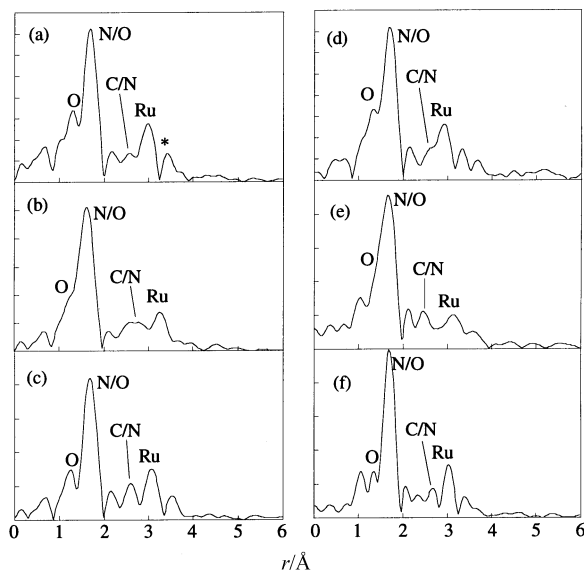 (a)
N/O
O
C/N
Ru
*
(b)
N/O
O
C/N
Ru
(c)
N/O
O
C/N
Ru
0 1 2 3 4 5 6
(d)
N/O
O
C/N
Ru
(e)
N/O
O
C/N
Ru
(f)
N/O
O
C/N
Ru
0 1 2 3 4 5 6
r/Å